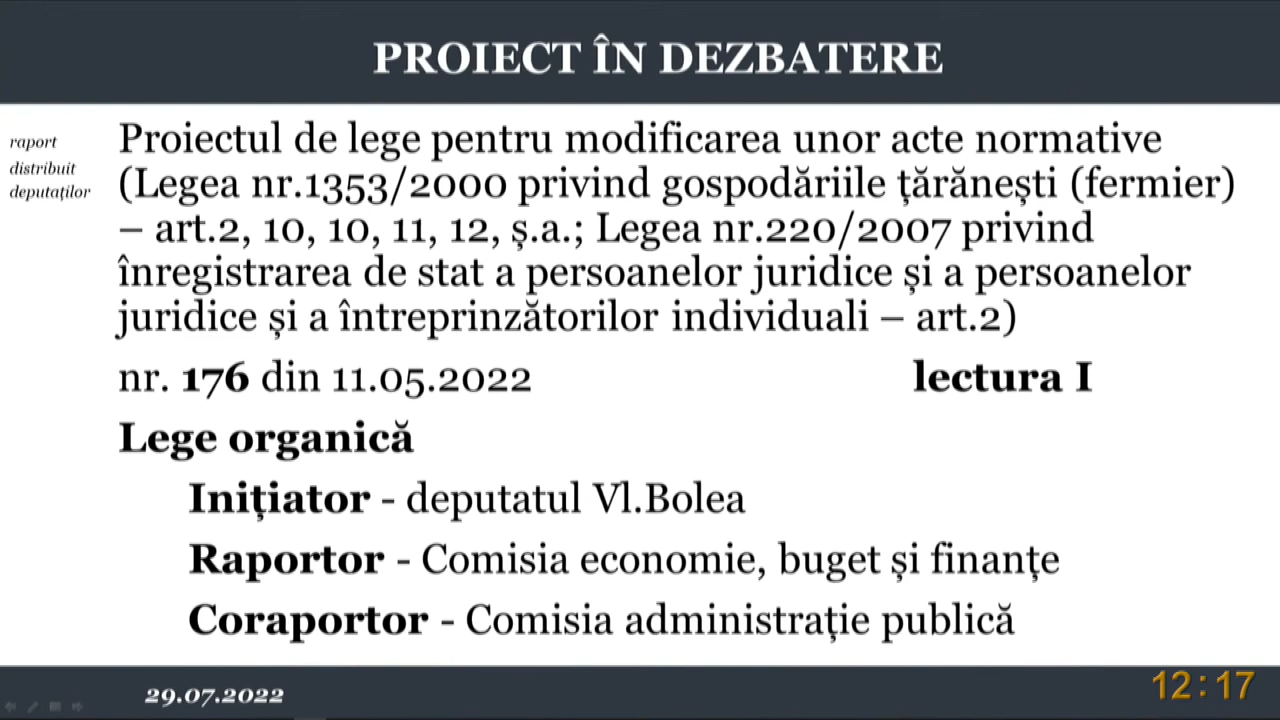 PROIECT ÎN DEZBATERE
raport
distribuit
deputaților
Proiectul de lege pentru modificarea unor acte normative
(Legea nr.1353/2000 privind gospodăriile țărănești (fermier)
– art.2, 10, 10, 11, 12, ș.a.; Legea nr.220/2007 privind
înregistrarea de stat a persoanelor juridice și a persoanelor
juridice și a întreprinzătorilor individuali – art.2)
nr. 176 din 11.05.2022 lectura I
Lege organică
Inițiator - deputatul Vl.Bolea
Raportor - Comisia economie, buget și finanțe
Coraportor - Comisia administrație publică
29.07.2022
12:17